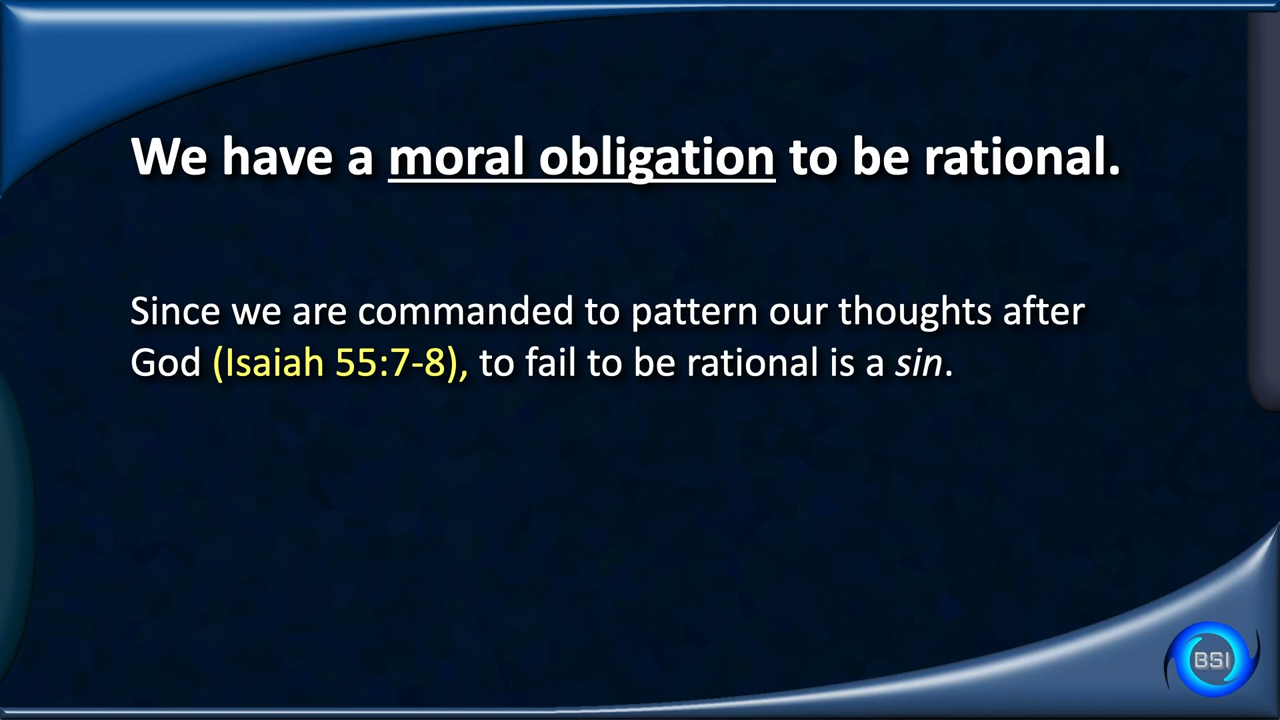 We have a moral obligation to be rational.
Since we are commanded to pattern our thoughts after
God (Isaiah 55:7-8), to fail to be rational is a sin.
BSI